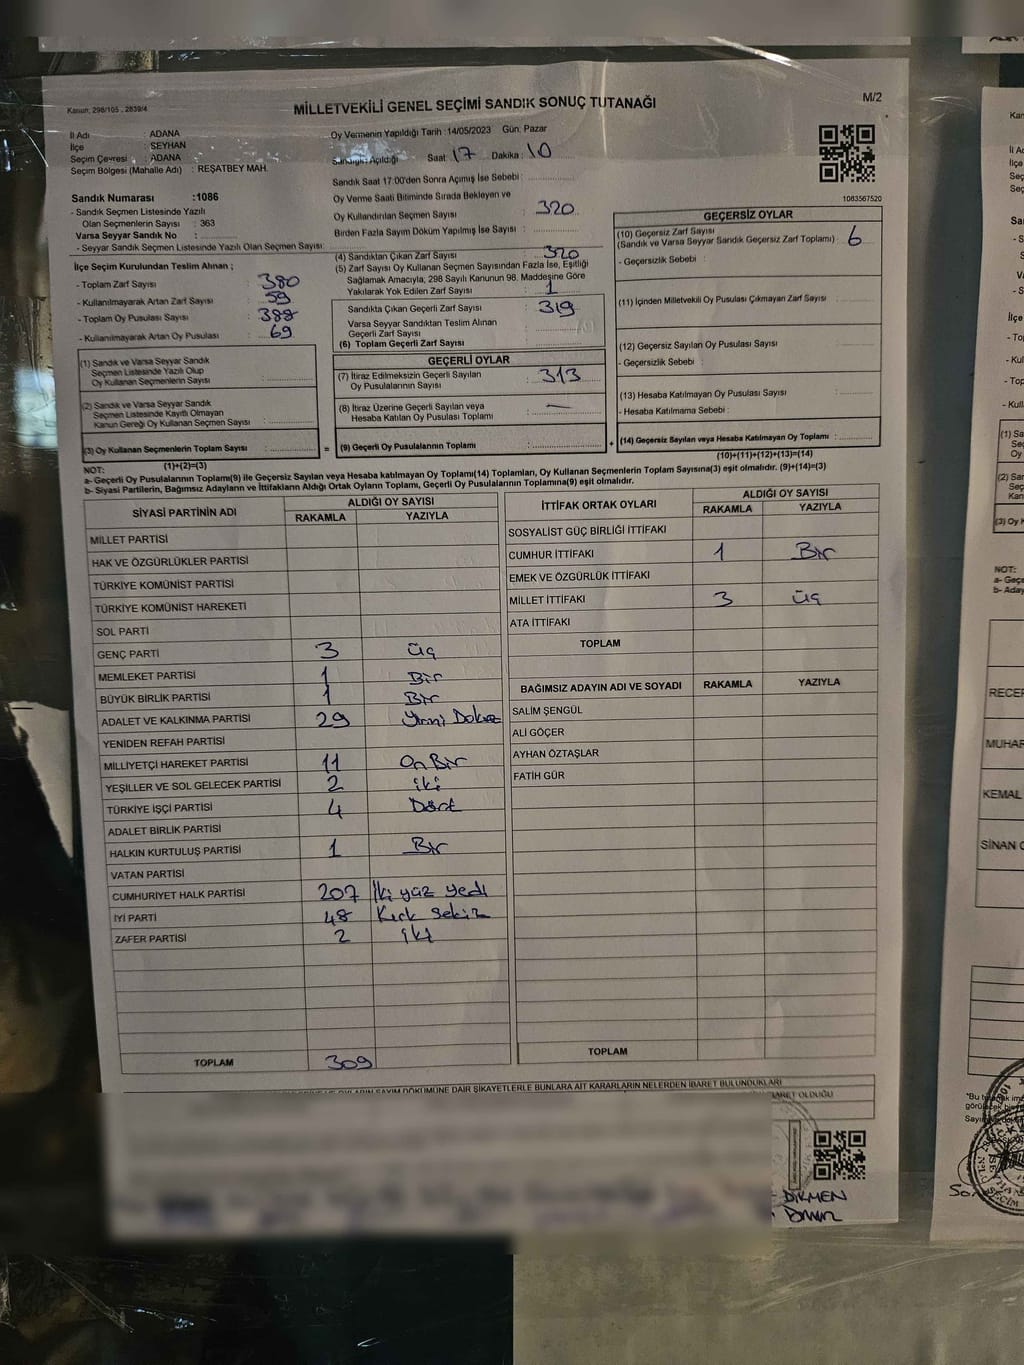 Kanun; 298/105 , 2839/4
MİLLETVEKİLİ GENEL SEÇİMİ SANDIK SONUÇ TUTANAĞI
M/2
İl Adı : ADANA
İlçe : SEYHAN
Seçim Çevresi : ADANA
Seçim Bölgesi (Mahalle Adı) : REŞATBEY MAH.
Oy Vermenin Yapıldığı Tarih :14/05/2023 Gün: Pazar
Sandığın Açıldığı Saat 17 Dakika : 10
Sandık Saat 17:00'den Sonra Açımış İse Sebebi :
Oy Verme Saati Bitiminde Sırada Bekleyen ve
Oy Kullandırılan Seçmen Sayısı : 320
Birden Fazla Sayım Döküm Yapılmış İse Sayısı :
1083567520
Sandık Numarası :1086
- Sandık Seçmen Listesinde Yazılı
Olan Seçmenlerin Sayısı : 363
Varsa Seyyar Sandık No :
- Seyyar Sandık Seçmen Listesinde Yazılı Olan Seçmen Sayısı:
İlçe Seçim Kurulundan Teslim Alınan ;
- Toplam Zarf Sayısı : 380
- Kullanılmayarak Artan Zarf Sayısı : 59
- Toplam Oy Pusulası Sayısı : 388
- Kullanılmayarak Artan Oy Pusulası : 69
(4) Sandıktan Çıkan Zarf Sayısı : 320
(5) Zarf Sayısı Oy Kullanan Seçmen Sayısından Fazla İse, Eşitliği
Sağlamak Amacıyla, 298 Sayılı Kanunun 98. Maddesine Göre
Yakılarak Yok Edilen Zarf Sayısı : 1
Sandıkta Çıkan Geçerli Zarf Sayısı : 319
Varsa Seyyar Sandıktan Teslim Alınan
Geçerli Zarf Sayısı :
(6) Toplam Geçerli Zarf Sayısı :
GEÇERSİZ OYLAR
(10) Geçersiz Zarf Sayısı
(Sandık ve Varsa Seyyar Sandık Geçersiz Zarf Toplamı) : 6
- Geçersizlik Sebebi :
(11) İçinden Milletvekili Oy Pusulası Çıkmayan Zarf Sayısı :
(12) Geçersiz Sayılan Oy Pusulası Sayısı :
- Geçersizlik Sebebi :
(13) Hesaba Katılmayan Oy Pusulası Sayısı :
- Hesaba Katılmama Sebebi :
(14) Geçersiz Sayılan veya Hesaba Katılmayan Oy Toplamı :
(10)+(11)+(12)+(13)=(14)
(1) Sandık ve Varsa Seyyar Sandık
Seçmen Listesinde Yazılı Olup
Oy Kullanan Seçmenlerin Sayısı :
(2) Sandık ve Varsa Seyyar Sandık
Seçmen Listesinde Kayıtlı Olmayan
Kanun Gereği Oy Kullanan Seçmen Sayısı :
(3) Oy Kullanan Seçmenlerin Toplam Sayısı :
(1)+(2)=(3)
GEÇERLİ OYLAR
(7) İtiraz Edilmeksizin Geçerli Sayılan
Oy Pusulalarının Sayısı : 313
(8) İtiraz Üzerine Geçerli Sayılan veya
Hesaba Katılan Oy Pusulası Toplamı : —
= (9) Geçerli Oy Pusulalarının Toplamı : +
NOT:
a- Geçerli Oy Pusulalarının Toplamı(9) ile Geçersiz Sayılan veya Hesaba katılmayan Oy Toplamı(14) Toplamları, Oy Kullanan Seçmenlerin Toplam Sayısına(3) eşit olmalıdır. (9)+(14)=(3)
b- Siyasi Partilerin, Bağımsız Adayların ve İttifakların Aldığı Ortak Oyların Toplamı, Geçerli Oy Pusulalarının Toplamına(9) eşit olmalıdır.
SİYASİ PARTİNİN ADI ALDIĞI OY SAYISI
RAKAMLA YAZIYLA
MİLLET PARTİSİ
HAK VE ÖZGÜRLÜKLER PARTİSİ
TÜRKİYE KOMÜNİST PARTİSİ
TÜRKİYE KOMÜNİST HAREKETİ
SOL PARTİ
GENÇ PARTİ 3 Üç
MEMLEKET PARTİSİ 1 Bir
BÜYÜK BİRLİK PARTİSİ 1 Bir
ADALET VE KALKINMA PARTİSİ 29 Yirmi Dokuz
YENİDEN REFAH PARTİSİ
MİLLİYETÇİ HAREKET PARTİSİ 11 On Bir
YEŞİLLER VE SOL GELECEK PARTİSİ 2 iki
TÜRKİYE İŞÇİ PARTİSİ 4 Dört
ADALET BİRLİK PARTİSİ
HALKIN KURTULUŞ PARTİSİ 1 Bir
VATAN PARTİSİ
CUMHURİYET HALK PARTİSİ 207 İki yüz yedi
İYİ PARTİ 48 Kırk Sekiz
ZAFER PARTİSİ 2 iki
TOPLAM 309
İTTİFAK ORTAK OYLARI ALDIĞI OY SAYISI
RAKAMLA YAZIYLA
SOSYALİST GÜÇ BİRLİĞİ İTTİFAKI
CUMHUR İTTİFAKI 1 Bir
EMEK VE ÖZGÜRLÜK İTTİFAKI
MİLLET İTTİFAKI 3 Üç
ATA İTTİFAKI
TOPLAM
BAĞIMSIZ ADAYIN ADI VE SOYADI RAKAMLA YAZIYLA
SALİM ŞENGÜL
ALİ GÖÇER
AYHAN ÖZTAŞLAR
FATİH GÜR
TOPLAM
SAYIM DÖKÜMÜNE DAİR ŞİKAYETLERLE BUNLARA AİT KARARLARIN NELERDEN İBARET BULUNDUKLARI
OLDUĞU
DİKMEN
RECEP
MUHAR
KEMAL
SİNAN O
NOT: